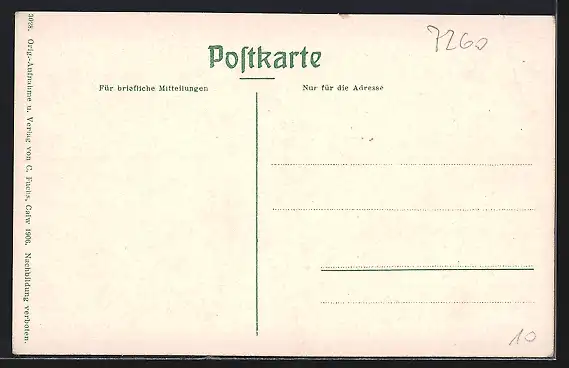 7260
Poſtkarte
Für briefliche Mitteilungen
Nur für die Adresse
3028. Orig.-Aufnahme u. Verlag von C. Fuchs, Calw 1906. Nachbildung verboten.
10